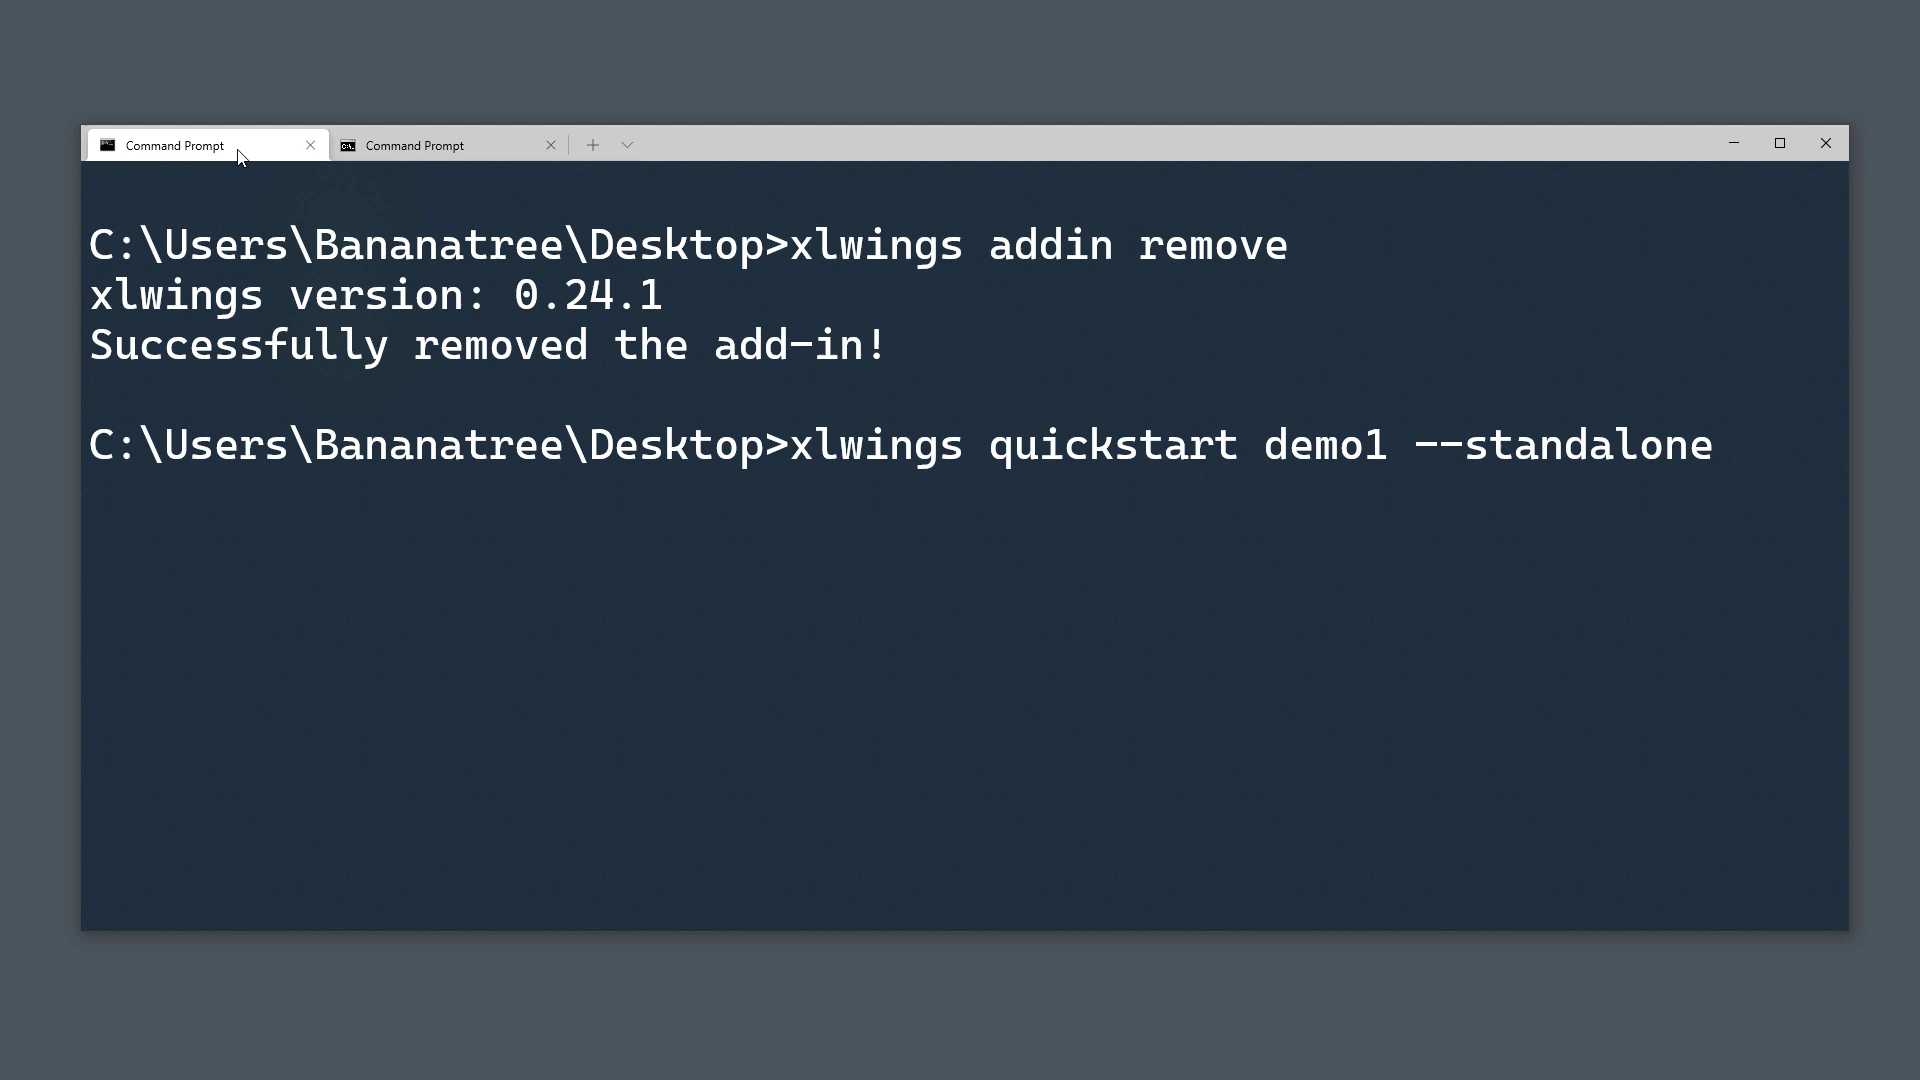 Command Prompt
Command Prompt
C:\Users\Bananatree\Desktop>xlwings addin remove
xlwings version: 0.24.1
Successfully removed the add-in!
C:\Users\Bananatree\Desktop>xlwings quickstart demo1 --standalone